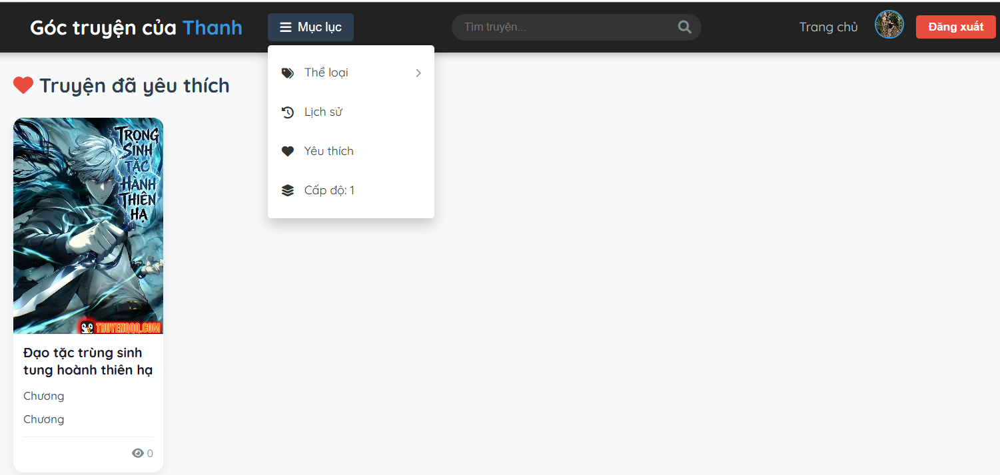 Góc truyện của Thanh
Mục lục
Tìm truyện...
Trang chủ
Đăng xuất
Thể loại
Lịch sử
Yêu thích
Cấp độ: 1
Truyện đã yêu thích
TRỌNG
SINH
TẶC
HÀNH
THIÊN
HẠ
TRUYENQQQ.COM
Đạo tặc trùng sinh
tung hoành thiên hạ
Chương
Chương
0